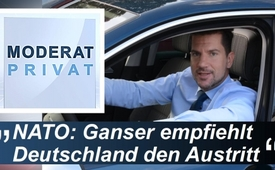 MODERAT
PRIVAT
„NATO: Ganser empfiehlt
Deutschland den Austritt“